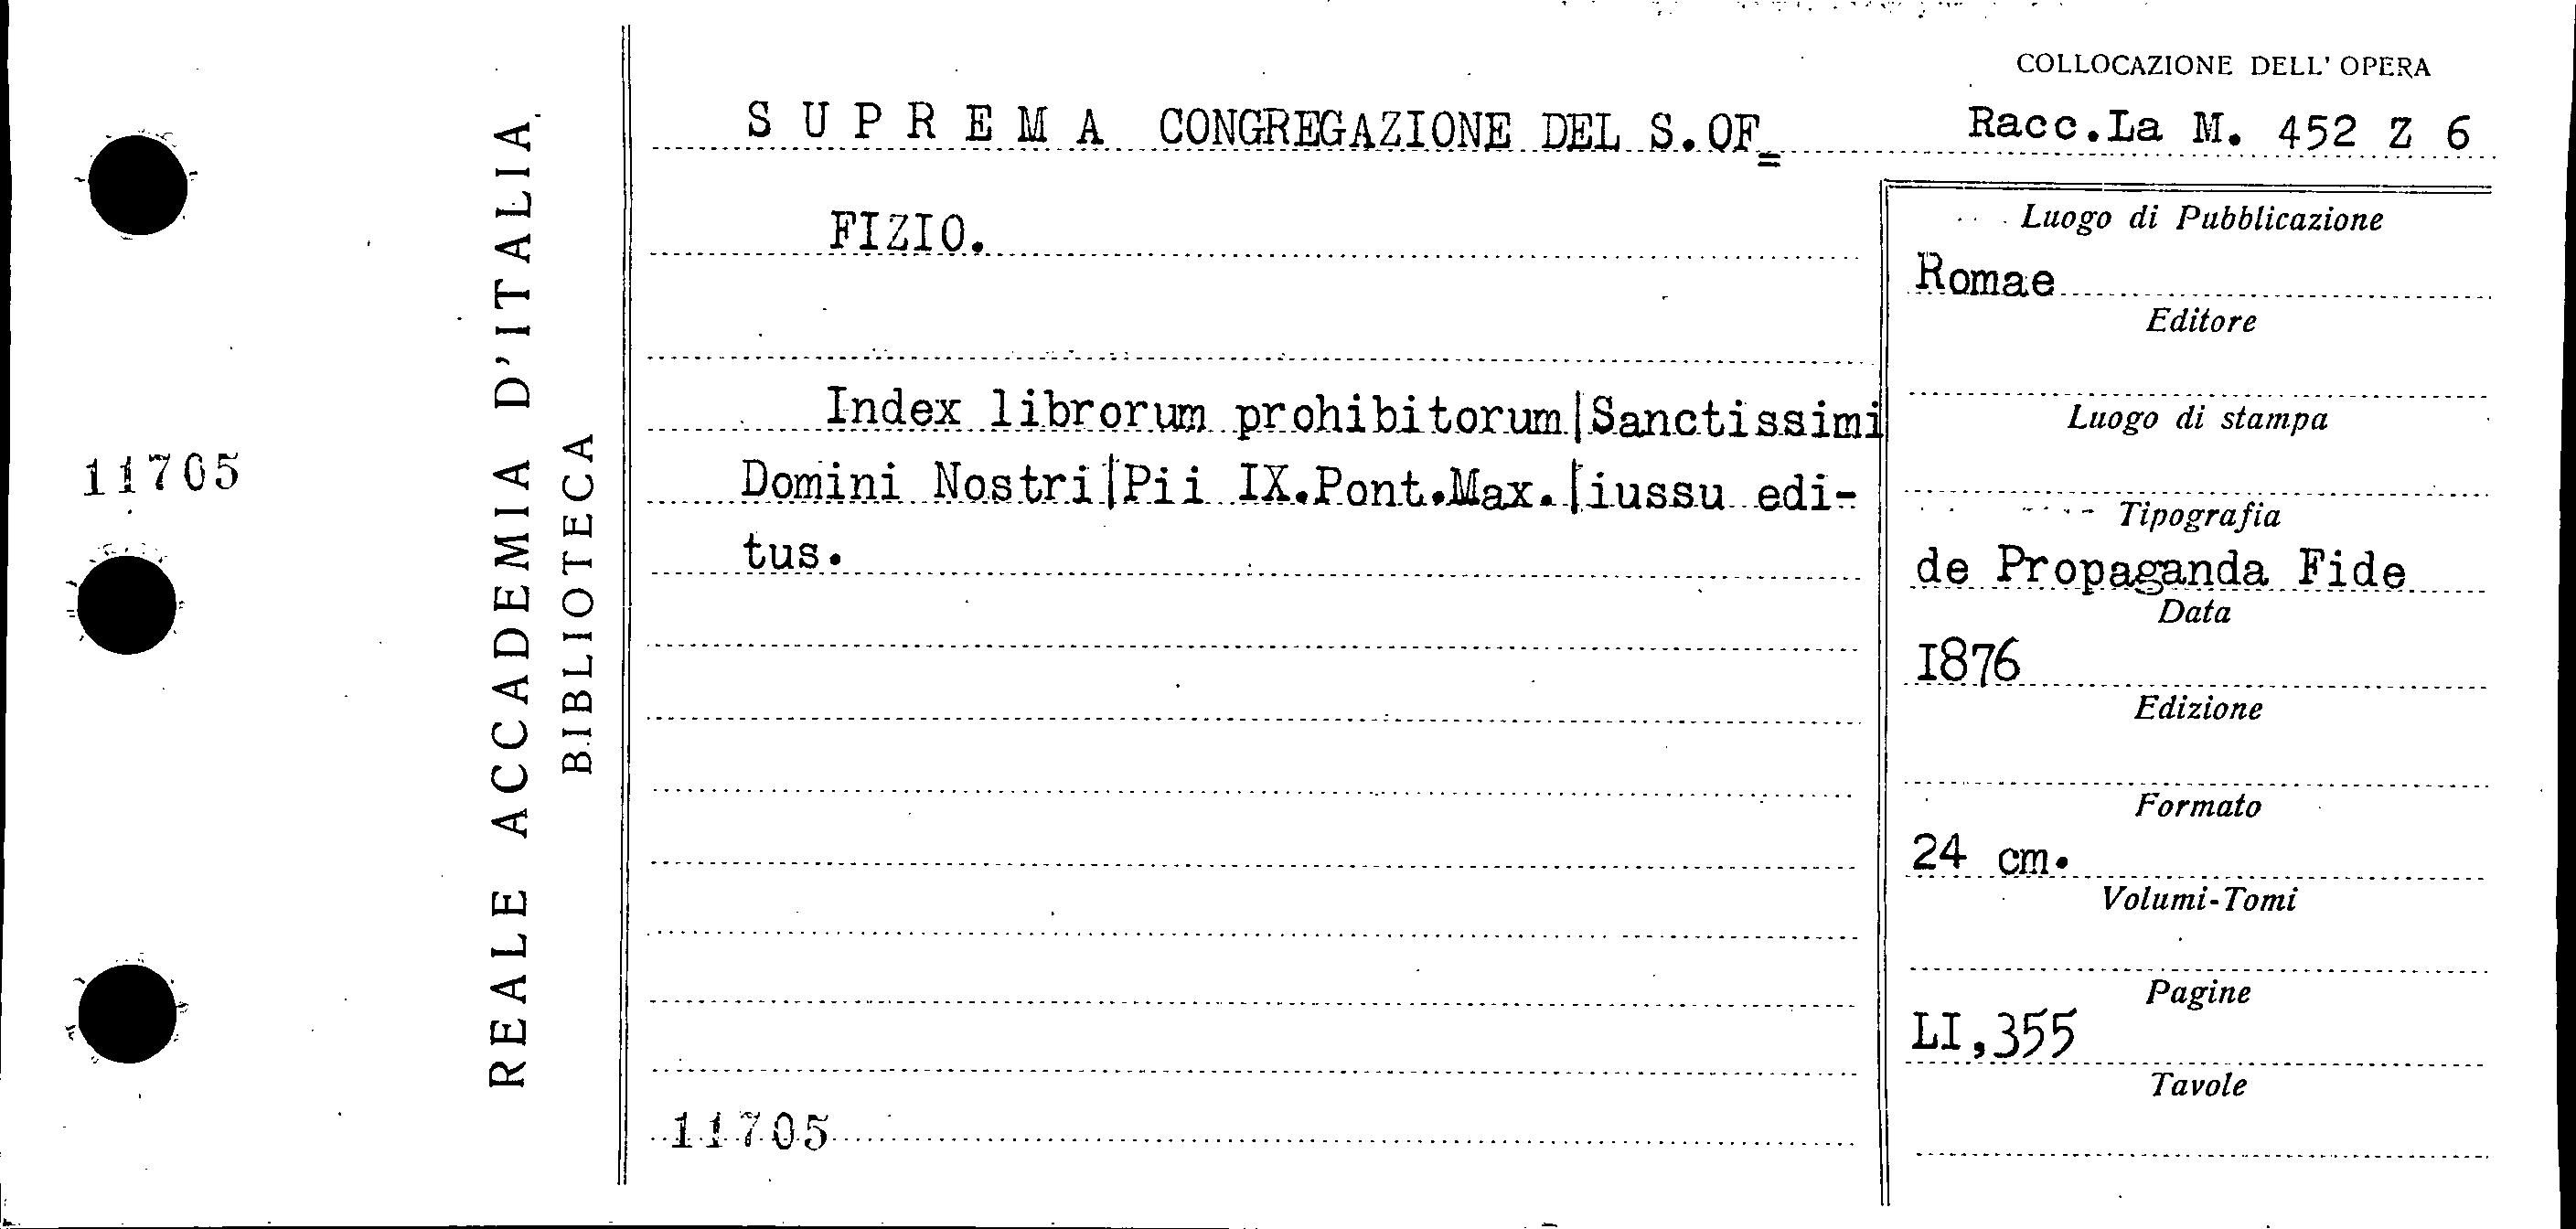 11705
REALE ACCADEMIA D'ITALIA
BIBLIOTECA
S U P R E M A CONGREGAZIONE DEL S.OF=
FIZIO.
Index librorum prohibitorum|Sanctissimi
Domini Nostri|Pii IX.Pont.Max.|iussu edi-
tus.
11705
COLLOCAZIONE DELL' OPERA
Racc.La M. 452 Z 6
Luogo di Pubblicazione
Romae
Editore
Luogo di stampa
Tipografia
de Propaganda Fide
Data
I876
Edizione
Formato
24 cm.
Volumi-Tomi
Pagine
LI,355
Tavole